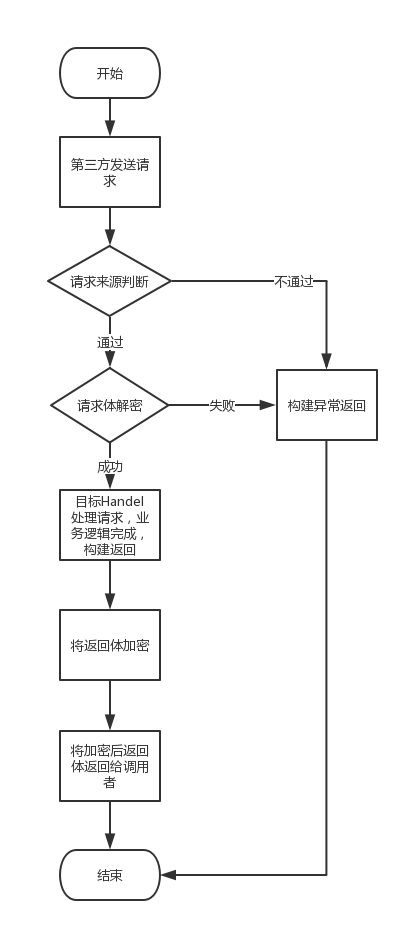 开始
第三方发送请
求
请求来源判断
不通过
通过
请求体解密
失败
构建异常返回
成功
目标Handel
处理请求，业
务逻辑完成，
构建返回
将返回体加密
将加密后返回
体返回给调用
者
结束